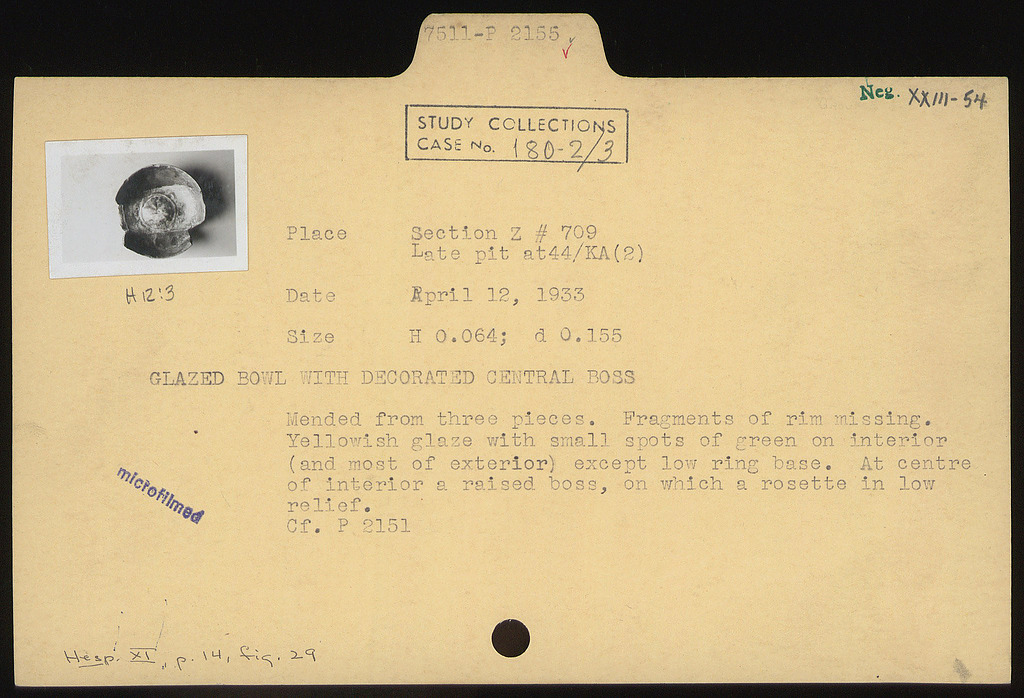 7511-P 2155
Neg. XXIII-54
STUDY COLLECTIONS
CASE No. 180-2/3
H 12:3
Place Section Z # 709
Late pit at44/KA(2)
Date April 12, 1933
Size H 0.064; d 0.155
GLAZED BOWL WITH DECORATED CENTRAL BOSS
Mended from three pieces. Fragments of rim missing.
Yellowish glaze with small spots of green on interior
(and most of exterior) except low ring base. At centre
of interior a raised boss, on which a rosette in low
relief.
Cf. P 2151
microfilmed
Hesp. XI, p. 14, fig. 29